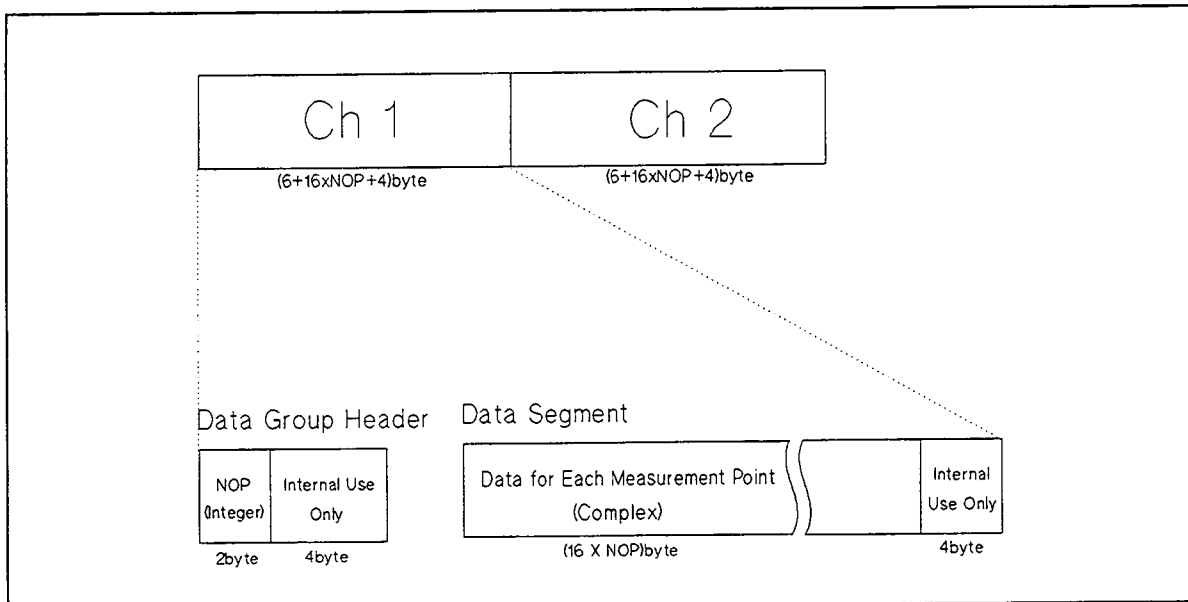 Ch 1
Ch 2
(6+16xNOP+4)byte
(6+16xNOP+4)byte
Data Group Header
Data Segment
NOP
(Integer)
Internal Use
Only
Data for Each Measurement Point
(Complex)
Internal
Use Only
2byte
4byte
(16 X NOP)byte
4byte